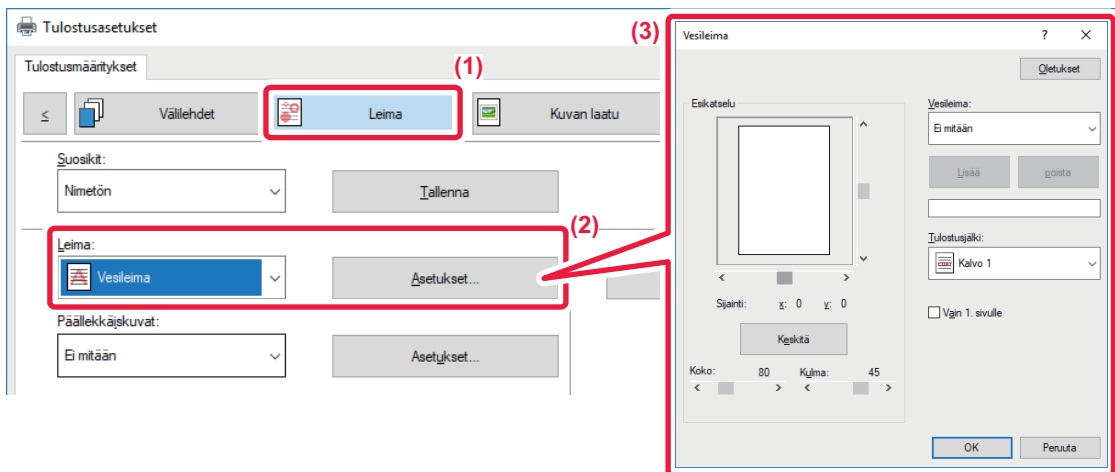 Tulostusasetukset
Tulostusmääritykset
(1)
≤
Välilehdet
Leima
Kuvan laatu
Suosikit:
Nimetön
Tallenna
(2)
Leima:
Vesileima
Asetukset...
Päällekkäiskuvat:
Ei mitään
Asetukset...
(3)
Vesileima
?
Oletukset
Esikatselu
Vesileima:
Ei mitään
Lisää
poista
Tulostusjälki:
Kalvo 1
Sijainti: x: 0 y: 0
Vain 1. sivulle
Keskitä
Koko: 80 Kulma: 45
OK
Peruuta